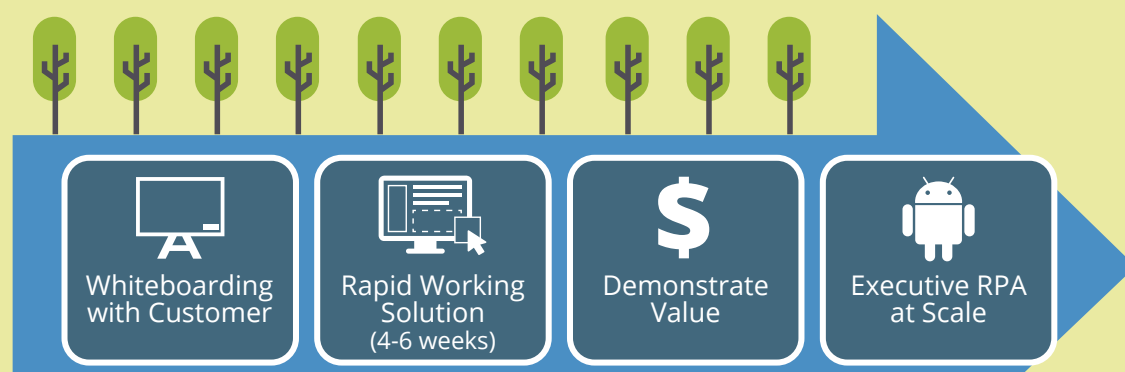 Whiteboarding
with Customer
Rapid Working
Solution
(4-6 weeks)
Demonstrate
Value
Executive RPA
at Scale